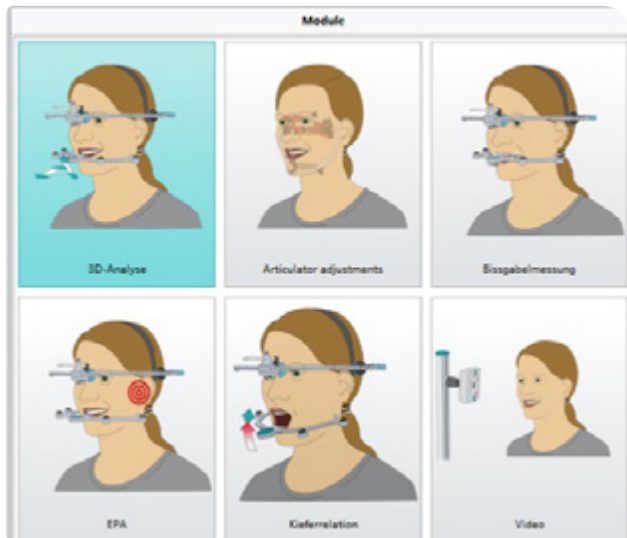 Module
3D-Analyse
Articulator adjustments
Bissgabelmessung
EPA
Kieferrelation
Video